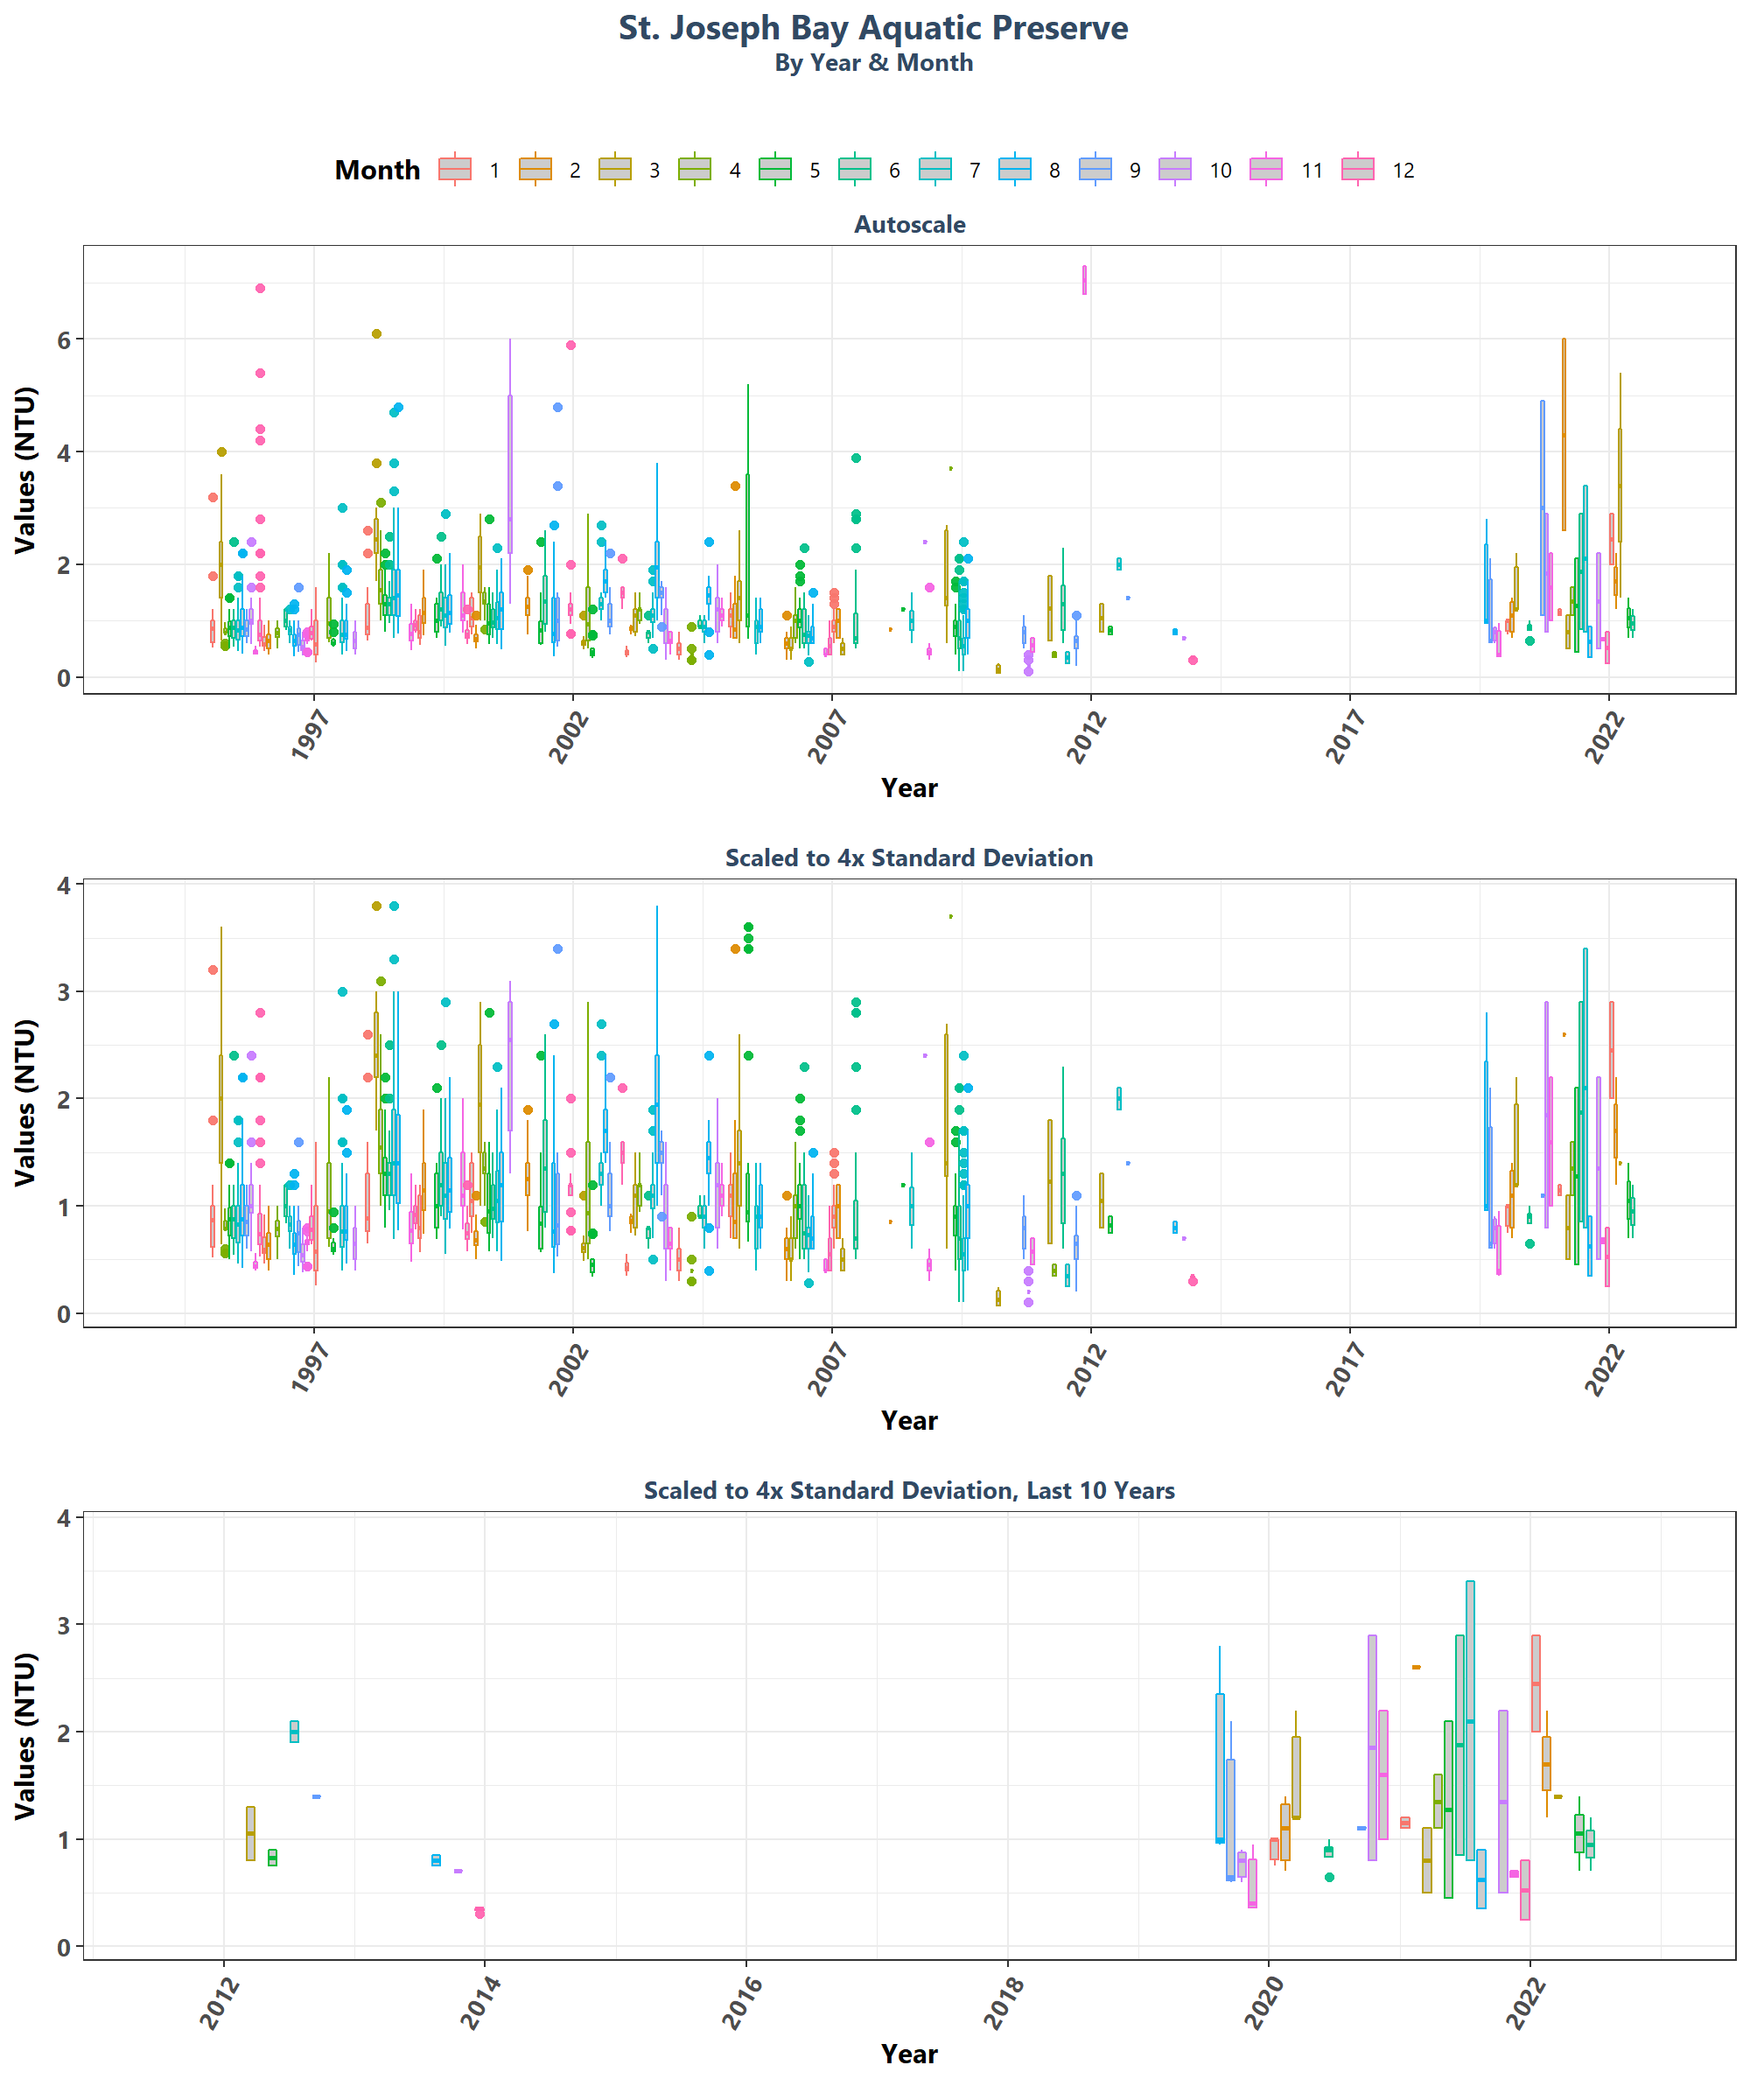 St. Joseph Bay Aquatic Preserve
By Year & Month
Month 1 2 3 4 5 6 7 8 9 10 11 12
Autoscale
Values (NTU)
6
4
2
0
1997 2002 2007 2012 2017 2022
Year
Scaled to 4x Standard Deviation
Values (NTU)
4
3
2
1
0
1997 2002 2007 2012 2017 2022
Year
Scaled to 4x Standard Deviation, Last 10 Years
Values (NTU)
4
3
2
1
0
2012 2014 2016 2018 2020 2022
Year